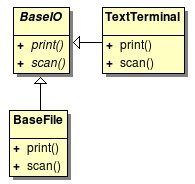 BaseIO
+ print()
+ scan()
TextTerminal
+ print()
+ scan()
BaseFile
+ print()
+ scan()